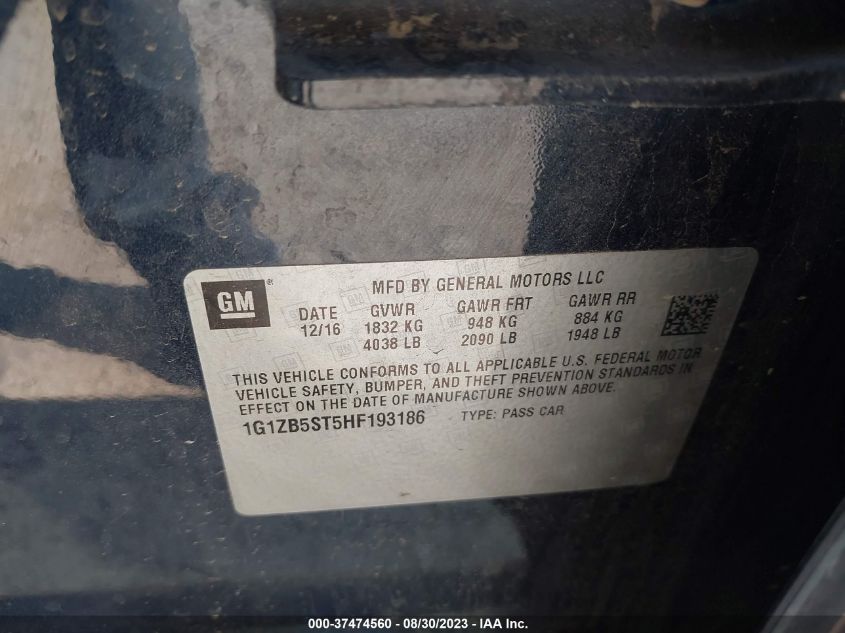 GM ®
MFD BY GENERAL MOTORS LLC
DATE GVWR GAWR FRT GAWR RR
12/16 1832 KG 948 KG 884 KG
4038 LB 2090 LB 1948 LB
THIS VEHICLE CONFORMS TO ALL APPLICABLE U.S. FEDERAL MOTOR
VEHICLE SAFETY, BUMPER, AND THEFT PREVENTION STANDARDS IN
EFFECT ON THE DATE OF MANUFACTURE SHOWN ABOVE.
1G1ZB5ST5HF193186 TYPE: PASS CAR
000-37474560 - 08/30/2023 - IAA Inc.